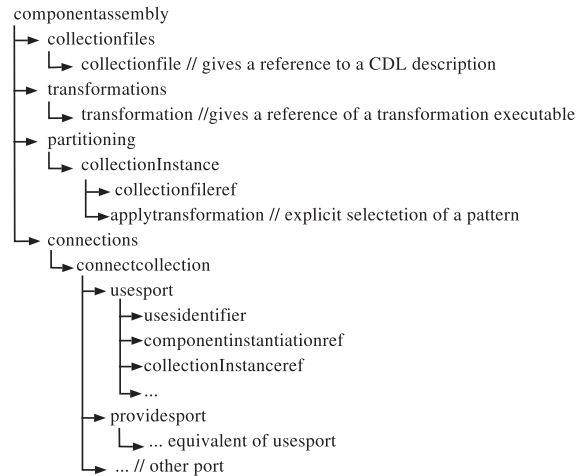 componentassembly
collectionfiles
collectionfile // gives a reference to a CDL description
transformations
transformation //gives a reference of a transformation executable
partitioning
collectionInstance
collectionfileref
applytransformation // explicit selectetion of a pattern
connections
connectcollection
usesport
usesidentifier
componentinstantiationref
collectionInstanceref
...
providesport
... equivalent of usesport
... // other port